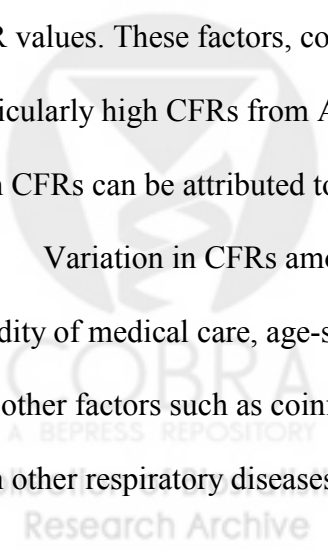 R values. These factors, co
icularly high CFRs from A
n CFRs can be attributed to
Variation in CFRs amo
dity of medical care, age-s
other factors such as coinf
COBRA
A BEPRESS REPOSITORY
n other respiratory diseases
Research Archive